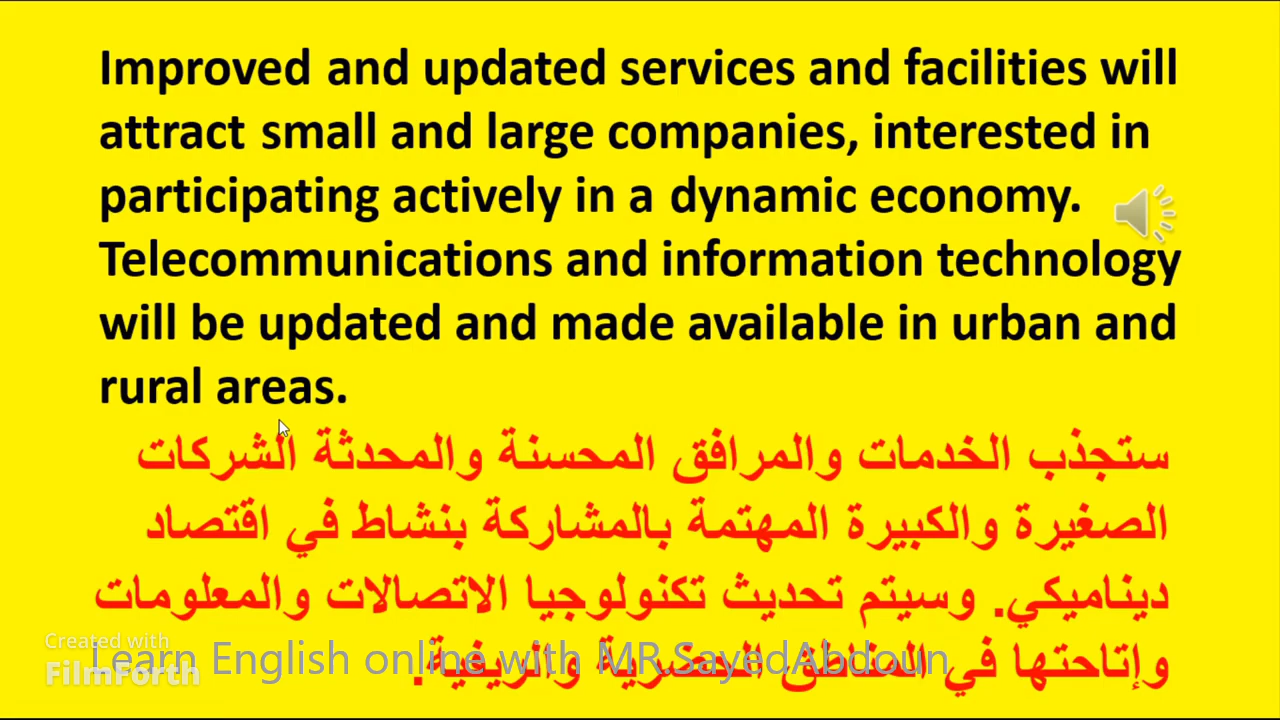 Improved and updated services and facilities will
attract small and large companies, interested in
participating actively in a dynamic economy.
Telecommunications and information technology
will be updated and made available in urban and
rural areas.
ستجذب الخدمات والمرافق المحسنة والمحدثة الشركات
الصغيرة والكبيرة المهتمة بالمشاركة بنشاط في اقتصاد
ديناميكي. وسيتم تحديث تكنولوجيا الاتصالات والمعلومات
وإتاحتها في المناطق الحضرية والريفية.
Created with
FilmForth
Learn English online with MR.SayedAbdoun